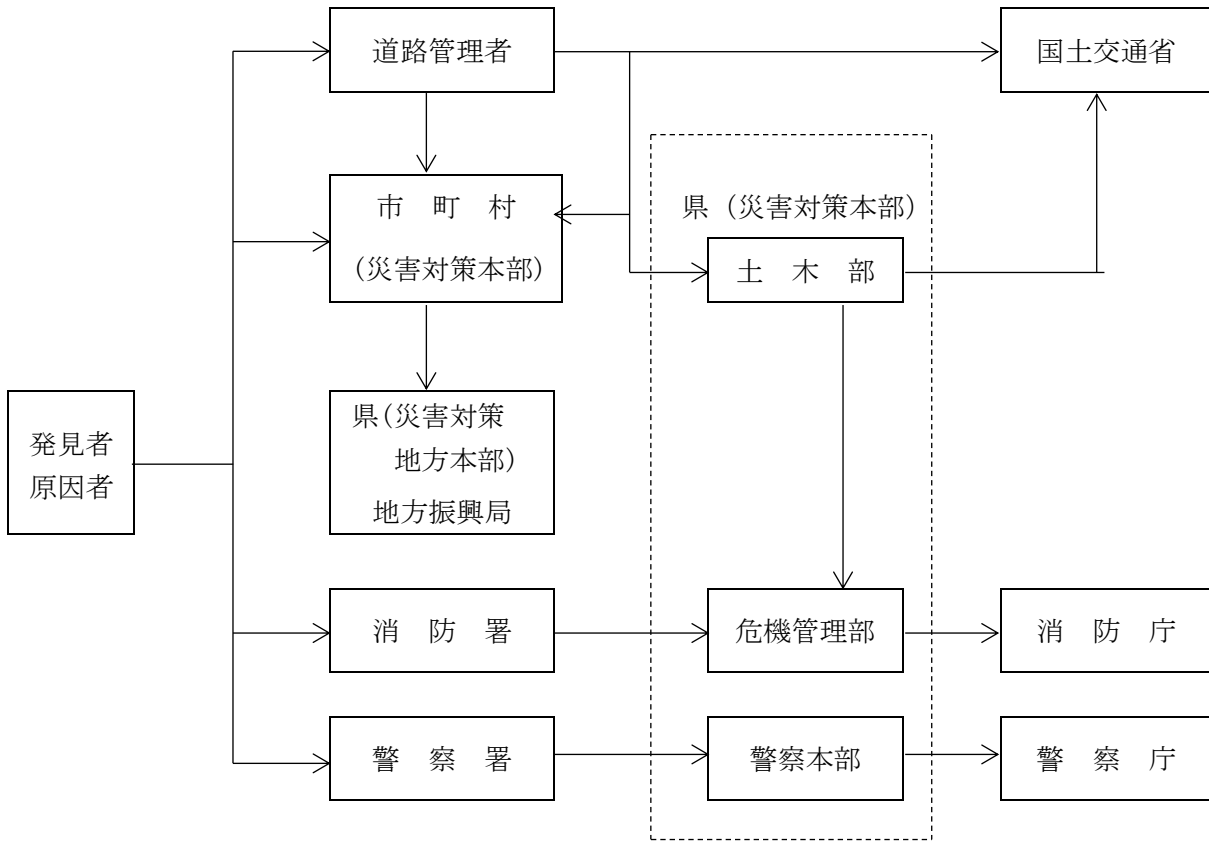 道路管理者
国土交通省
市　町　村
(災害対策本部)
県（災害対策本部）
土　木　部
発見者
原因者
県(災害対策
地方本部)
地方振興局
消　防　署
危機管理部
消　防　庁
警　察　署
警察本部
警　察　庁